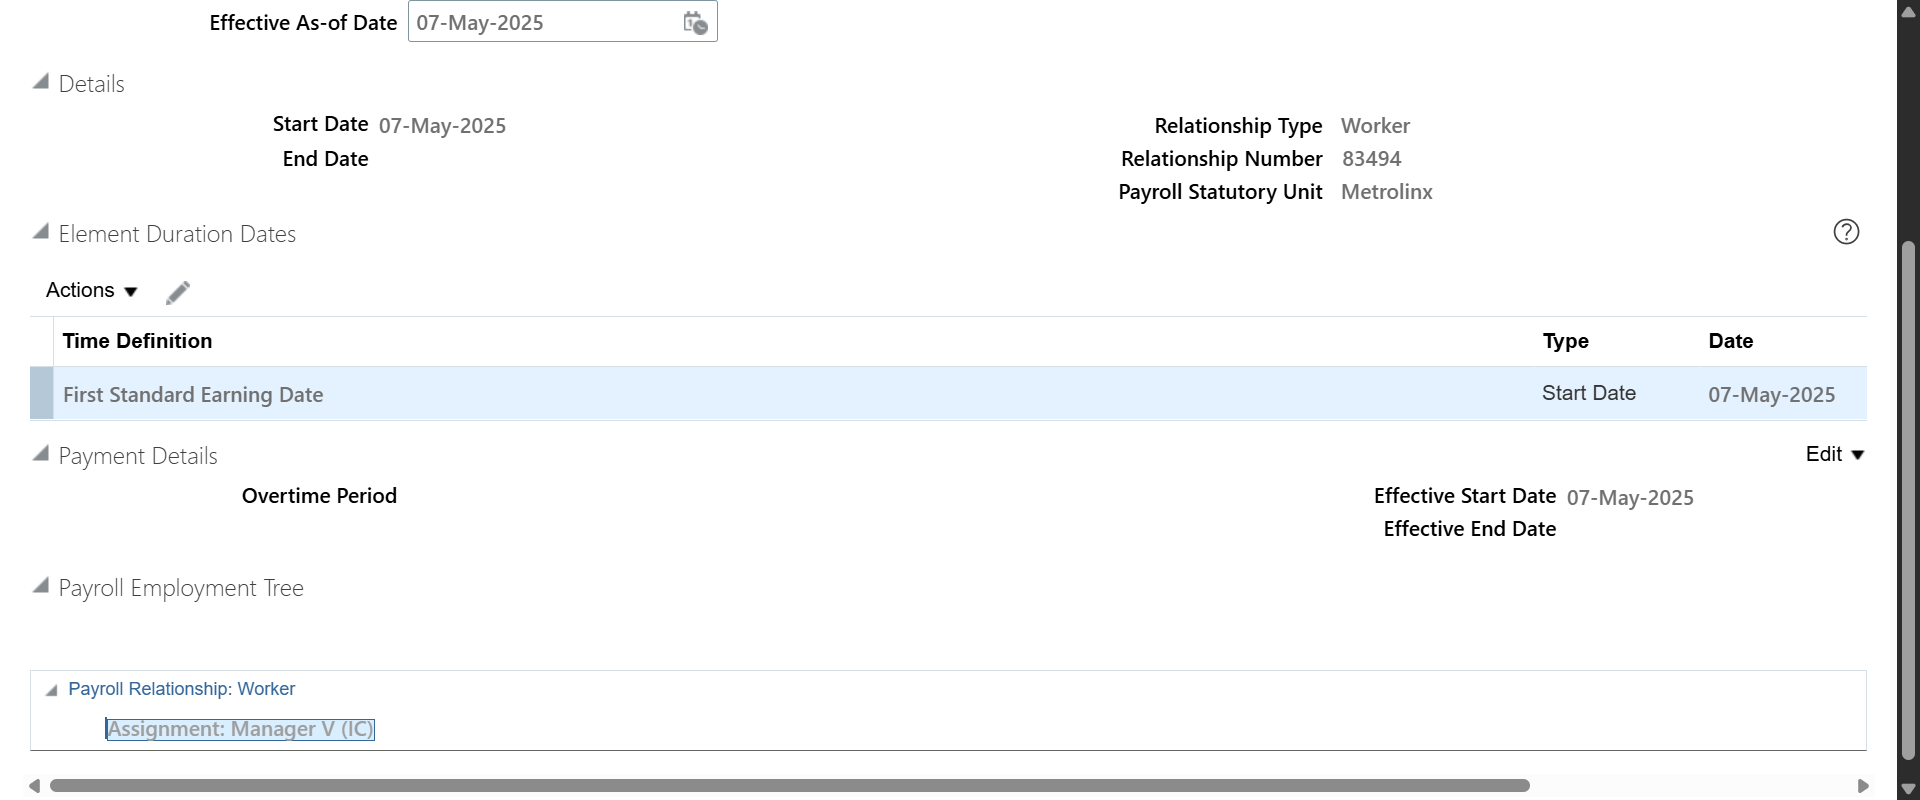 Effective As-of Date 07-May-2025
Details
Start Date 07-May-2025
End Date
Relationship Type Worker
Relationship Number 83494
Payroll Statutory Unit Metrolinx
Element Duration Dates
Actions
Time Definition Type Date
First Standard Earning Date Start Date 07-May-2025
Payment Details Edit
Overtime Period
Effective Start Date 07-May-2025
Effective End Date
Payroll Employment Tree
Payroll Relationship: Worker
Assignment: Manager V (IC)